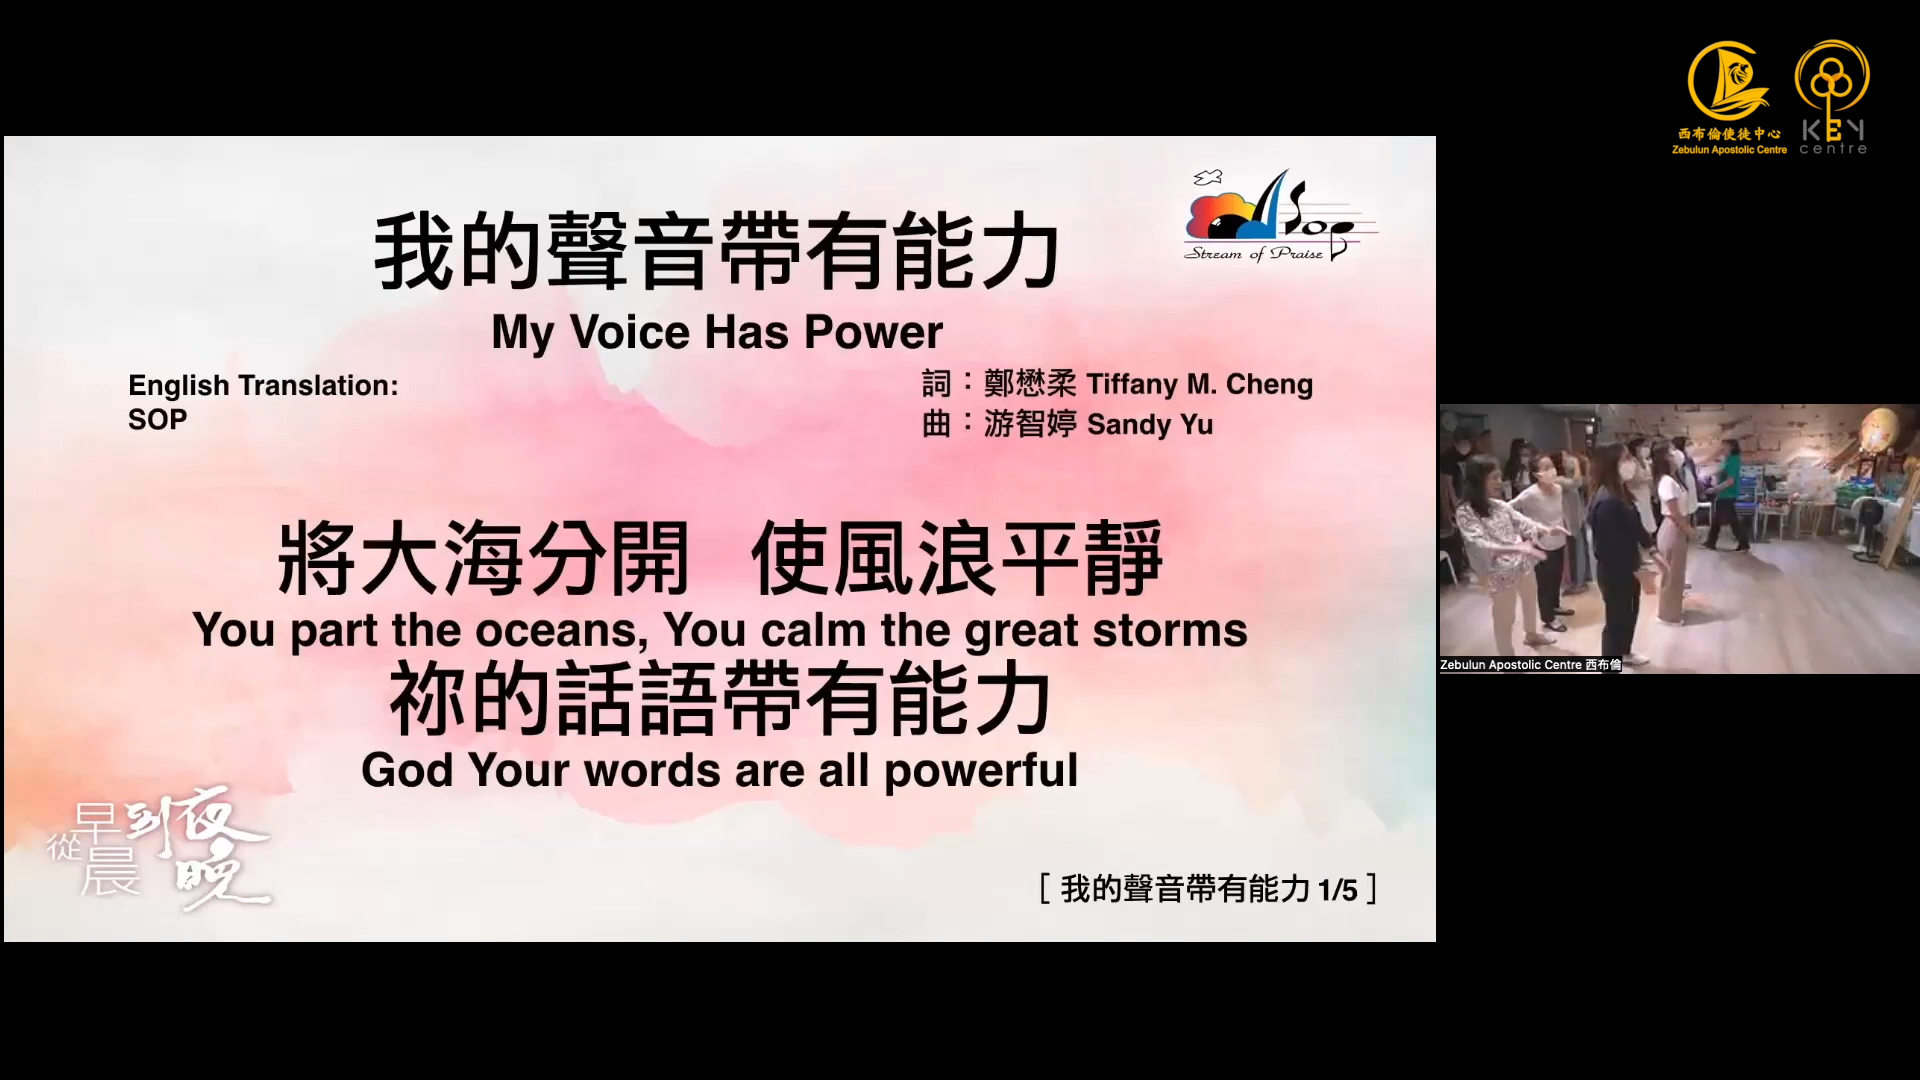 西布倫使徒中心
Zebulun Apostolic Centre
KEY
centre
我的聲音帶有能力
My Voice Has Power
SOP
Stream of Praise
English Translation:
SOP
詞：鄭懋柔 Tiffany M. Cheng
曲：游智婷 Sandy Yu
將大海分開 使風浪平靜
You part the oceans, You calm the great storms
祢的話語帶有能力
God Your words are all powerful
從早晨到夜晚
[ 我的聲音帶有能力 1/5 ]
Zebulun Apostolic Centre 西布倫